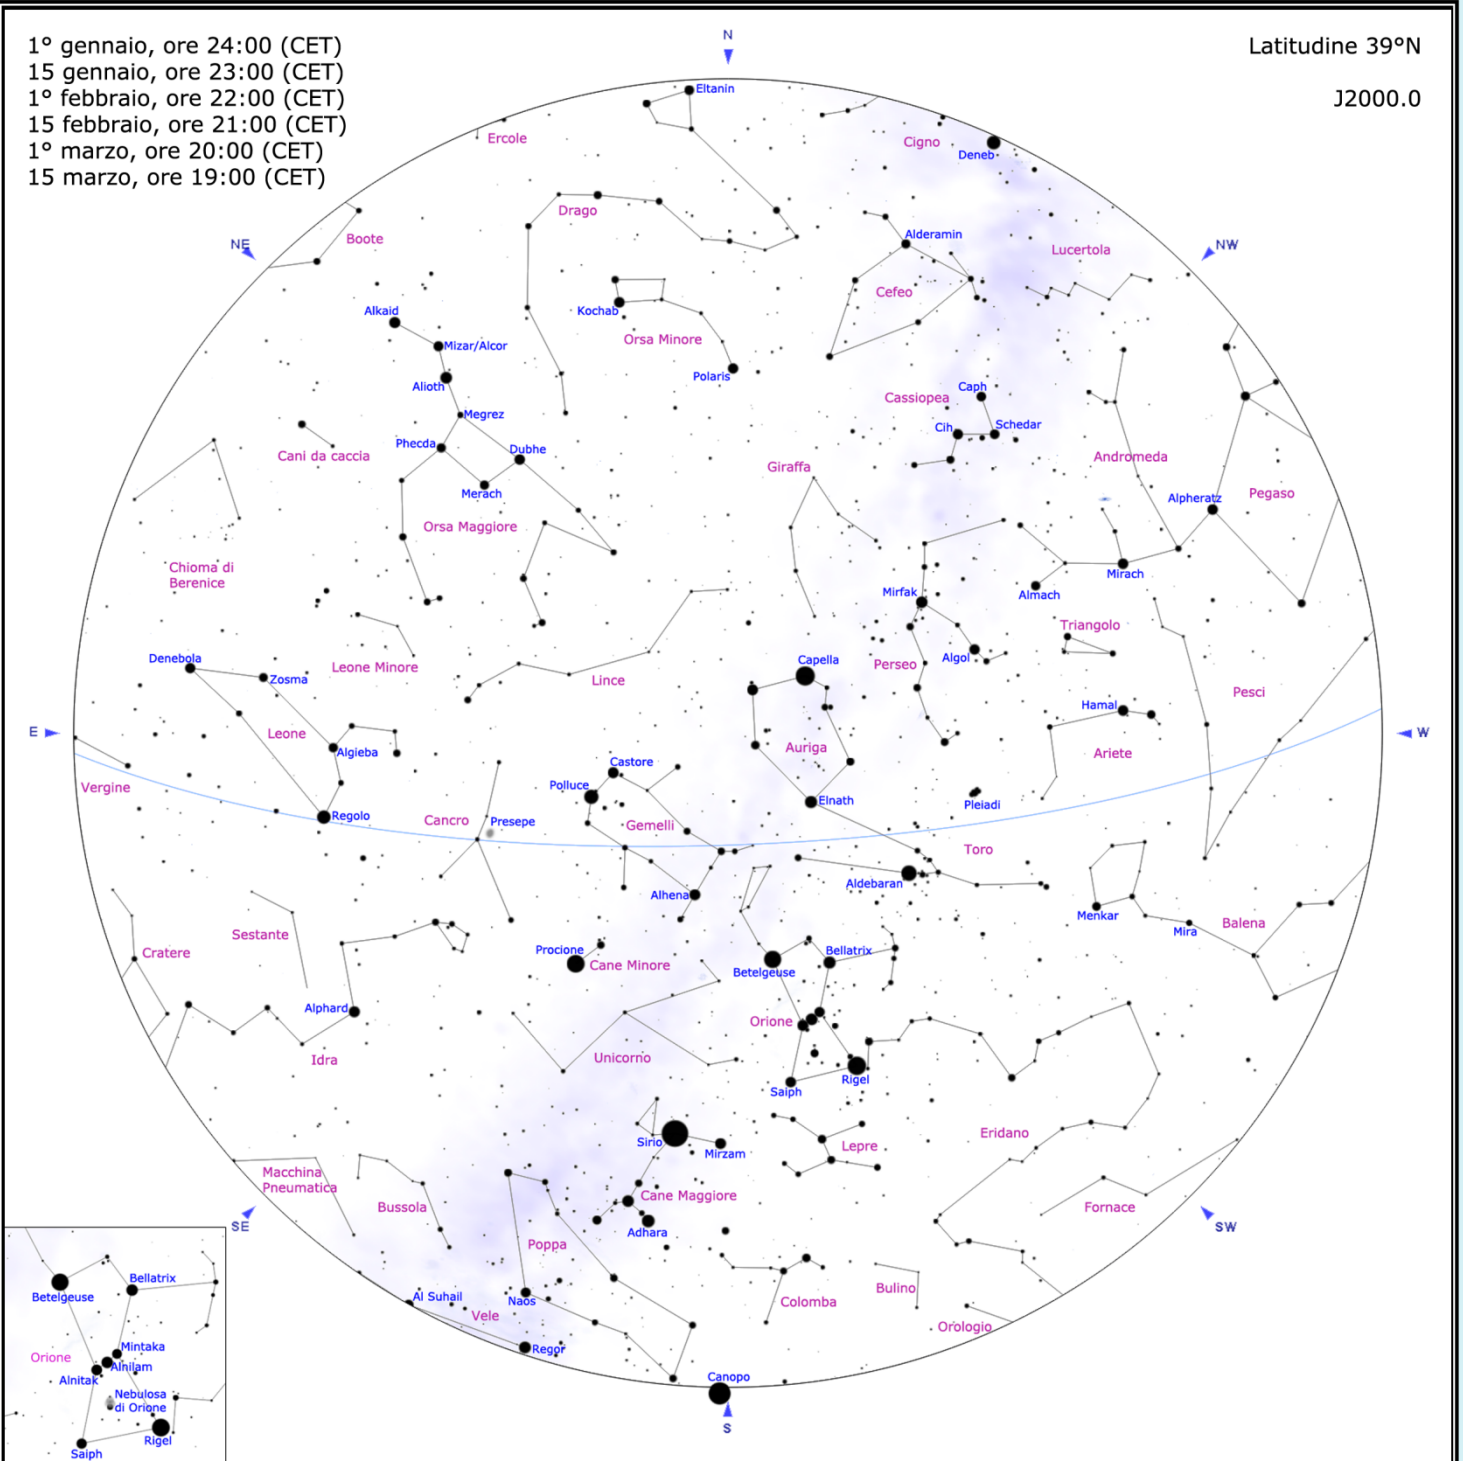 1° gennaio, ore 24:00 (CET)
15 gennaio, ore 23:00 (CET)
1° febbraio, ore 22:00 (CET)
15 febbraio, ore 21:00 (CET)
1° marzo, ore 20:00 (CET)
15 marzo, ore 19:00 (CET)
Latitudine 39°N
J2000.0
N
Eltanin
Ercole
Cigno
Deneb
Drago
Boote
NE
Alderamin
NW
Lucertola
Cefeo
Alkaid
Kochab
Orsa Minore
Mizar/Alcor
Polaris
Alioth
Caph
Cassiopea
Megrez
Cih
Schedar
Phecda
Dubhe
Cani da caccia
Andromeda
Giraffa
Merach
Pegaso
Alpheratz
Orsa Maggiore
Chioma di
Berenice
Mirach
Mirfak
Almach
Triangolo
Denebola
Leone Minore
Zosma
Lince
Capella
Perseo
Algol
Pesci
Hamal
E
Leone
Algieba
Auriga
Ariete
W
Castore
Polluce
Vergine
Elnath
Pleiadi
Regolo
Cancro
Presepe
Gemelli
Toro
Aldebaran
Alhena
Menkar
Mira
Balena
Sestante
Cratere
Procione
Cane Minore
Betelgeuse
Bellatrix
Alphard
Orione
Idra
Unicorno
Rigel
Saiph
Sirio
Mirzam
Lepre
Eridano
Macchina
Pneumatica
Cane Maggiore
Bussola
Fornace
SE
SW
Adhara
Poppa
Al Suhail
Naos
Vele
Colomba
Bulino
Orologio
Regor
Canopo
S
Bellatrix
Betelgeuse
Mintaka
Orione
Alnilam
Alnitak
Nebulosa
di Orione
Rigel
Saiph